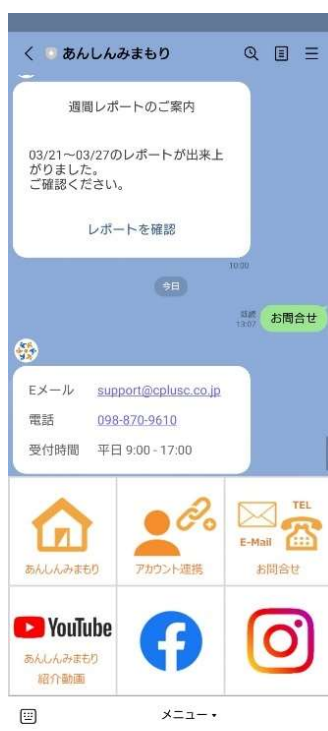 あんしんみまもり
週間レポートのご案内
03/21～03/27のレポートが出来上
がりました。
ご確認ください。
レポートを確認
10:20
今日
既読
13:07
お問合せ
Eメール support@cplusc.co.jp
電話 098-870-9610
受付時間 平日 9:00 - 17:00
あんしんみまもり
アカウント連携
TEL
E-Mail
お問合せ
YouTube
あんしんみまもり
紹介動画
メニュー